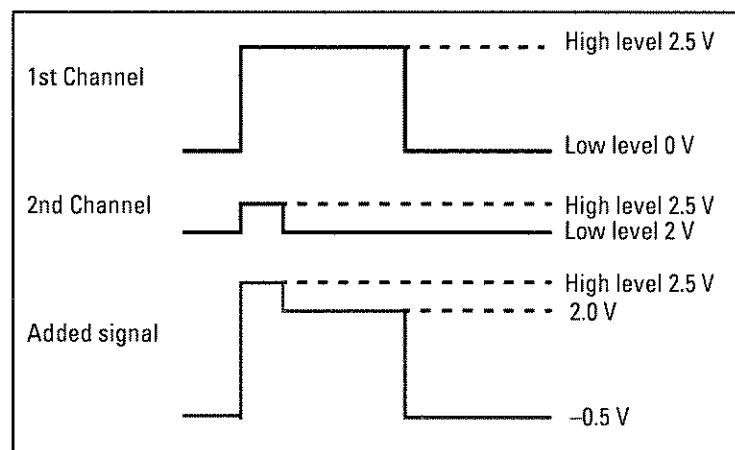 High level 2.5 V
1st Channel
Low level 0 V
2nd Channel
High level 2.5 V
Low level 2 V
High level 2.5 V
2.0 V
Added signal
–0.5 V